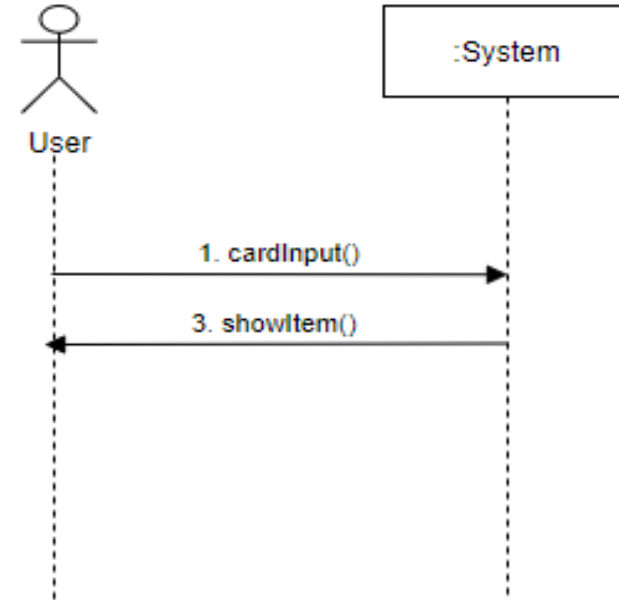 :System
User
1. cardInput()
3. showItem()